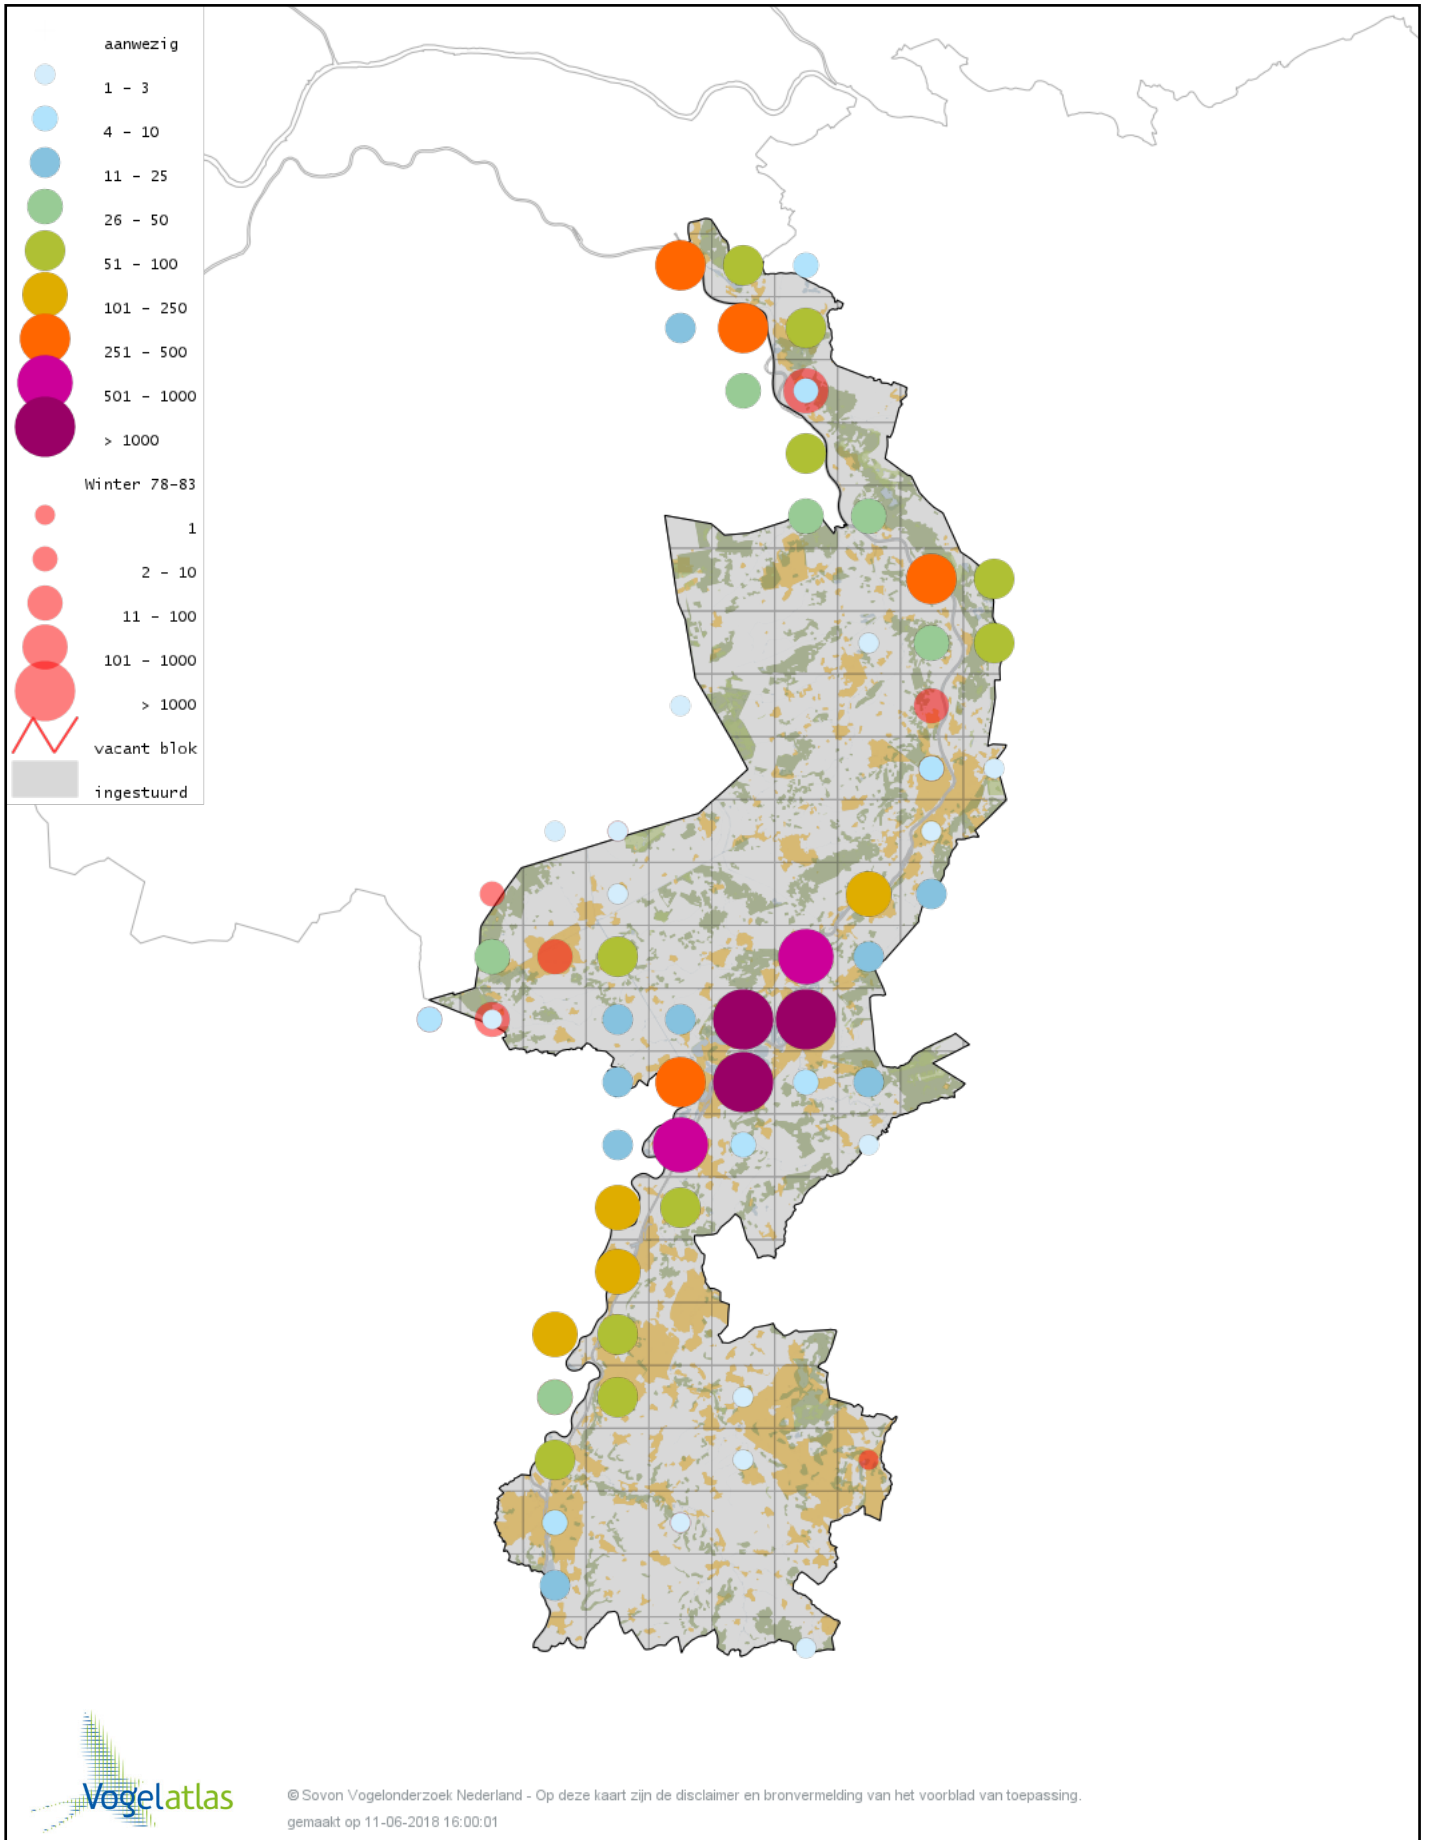 aanwezig
1 - 3
4 - 10
11 - 25
26 - 50
51 - 100
101 - 250
251 - 500
501 - 1000
> 1000
Winter 78-83
1
2 - 10
11 - 100
101 - 1000
> 1000
vacant blok
ingestuurd
Vogelatlas
© Sovon Vogelonderzoek Nederland - Op deze kaart zijn de disclaimer en bronvermelding van het voorblad van toepassing.
gemaakt op 11-06-2018 16:00:01